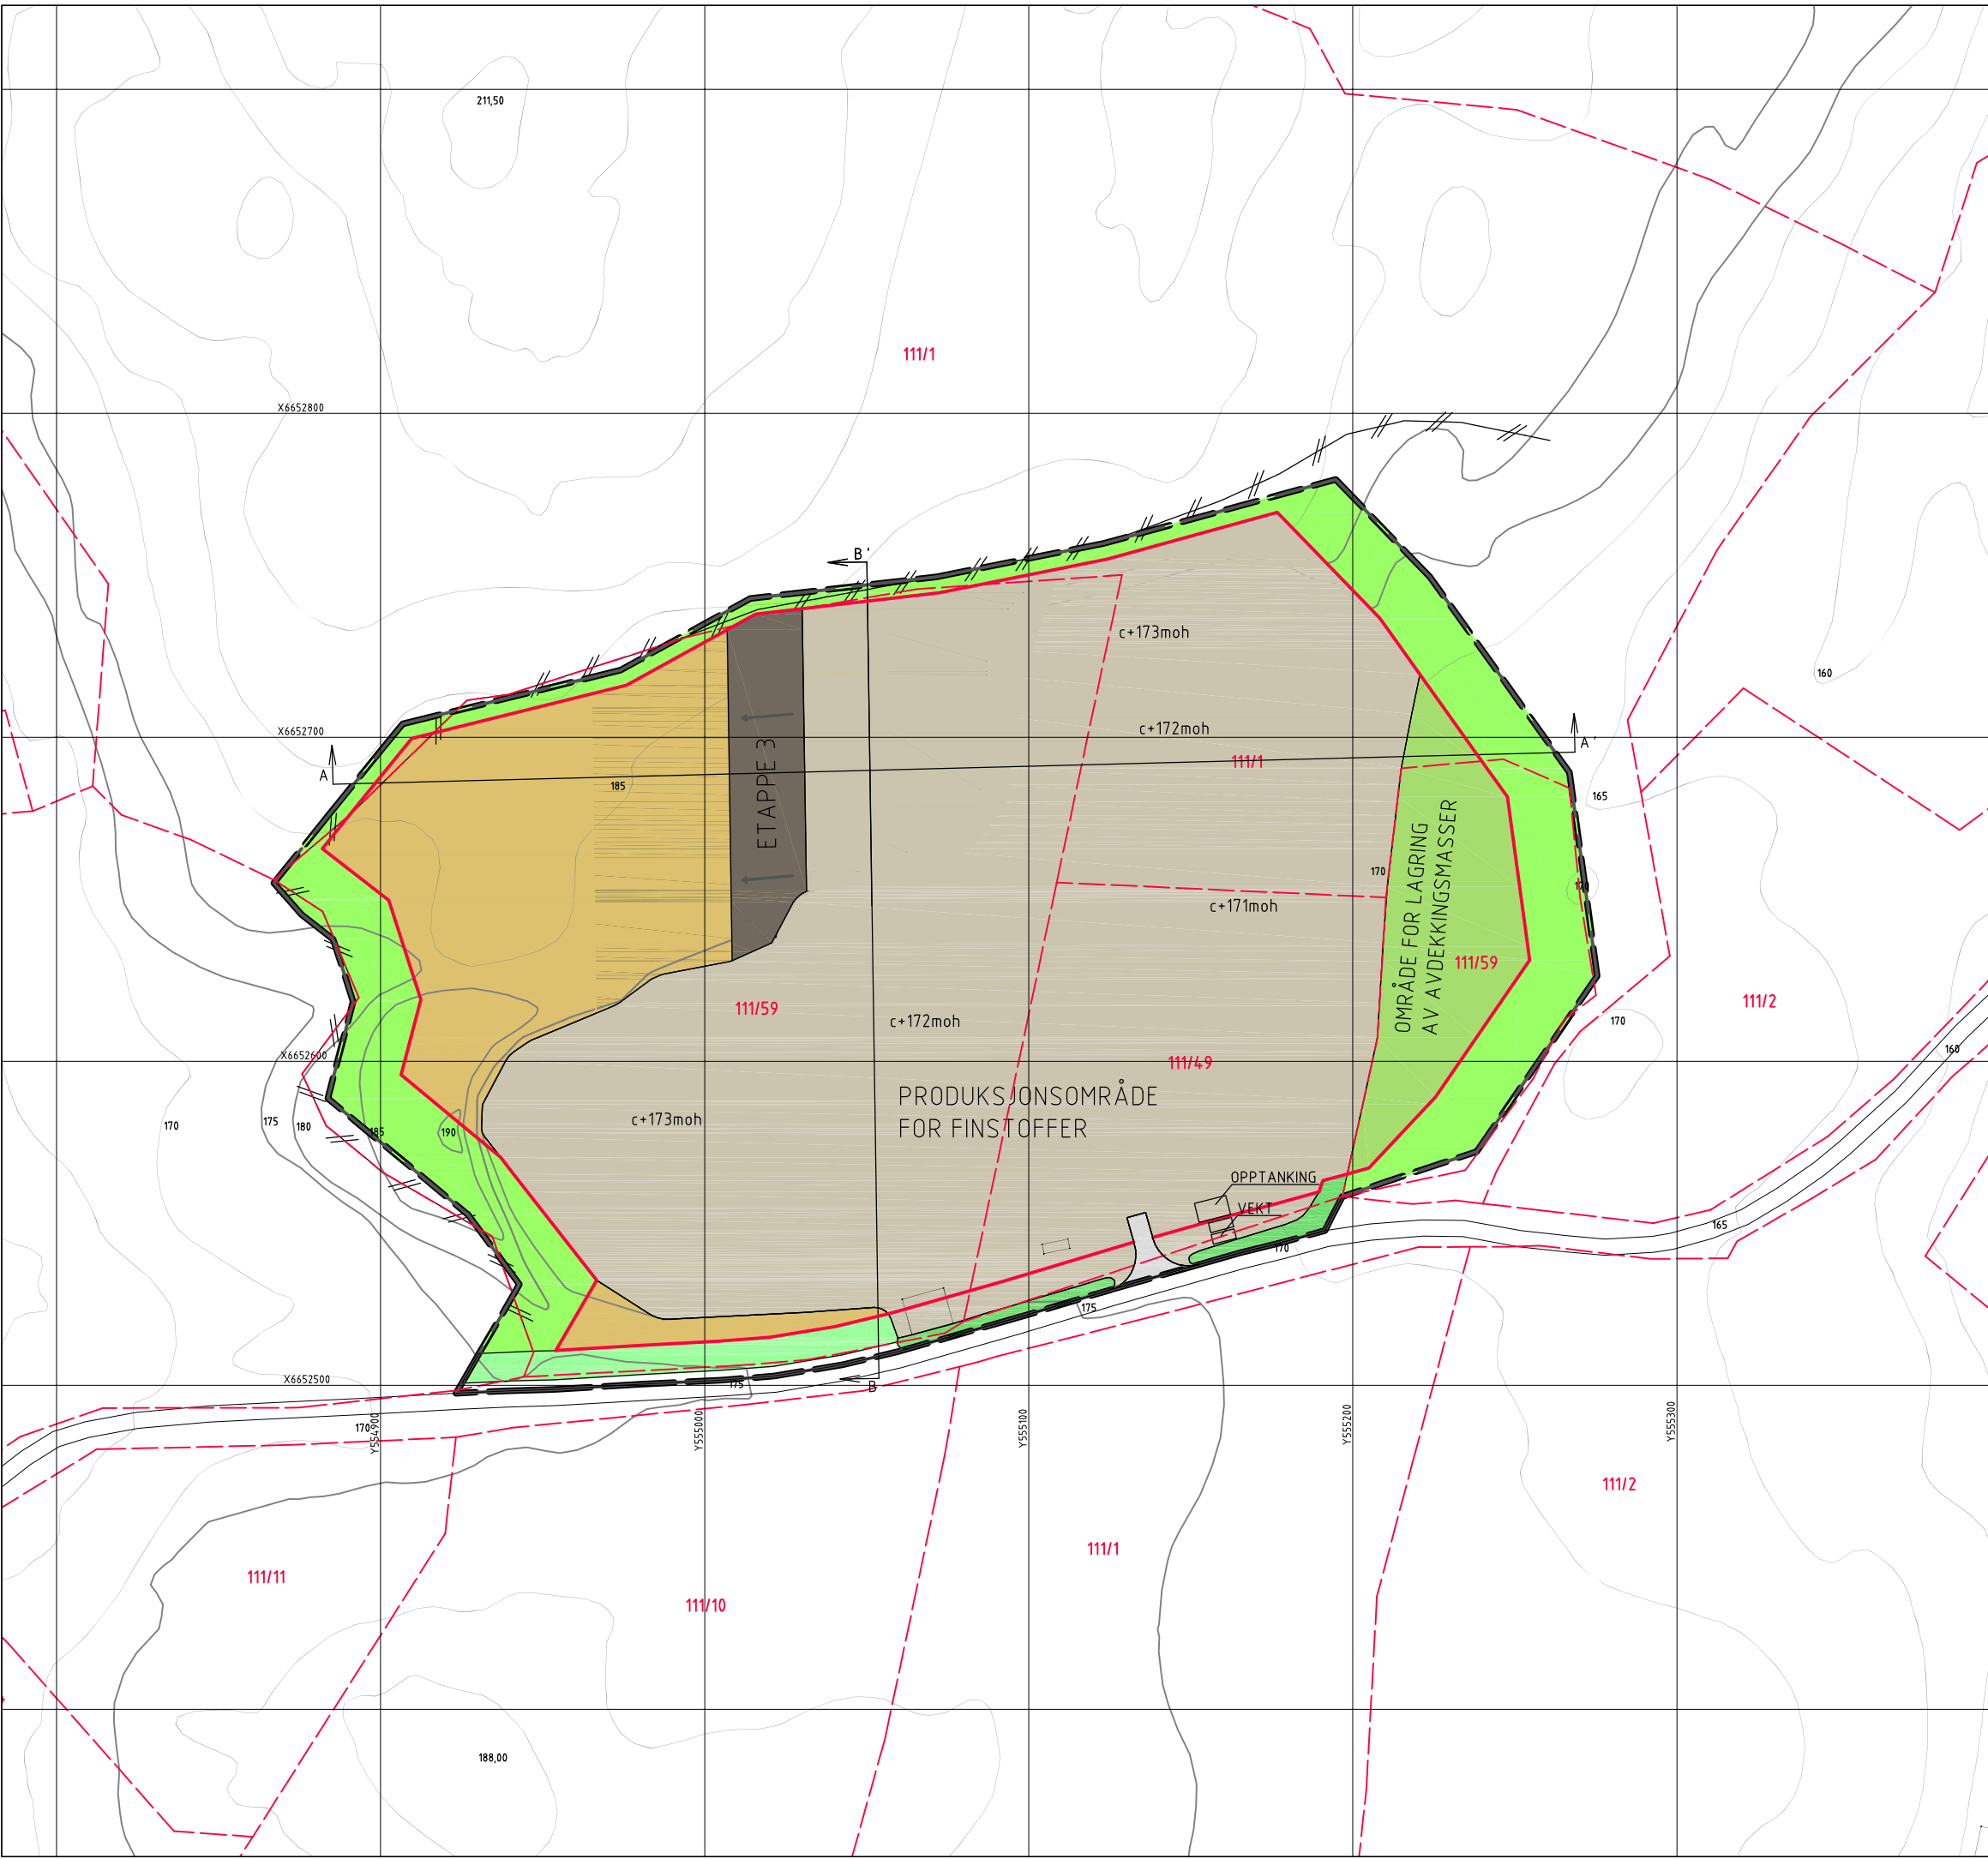 211,50
111/1
X6652800
B'
c+173moh
160
c+172moh
X6652700
A'
A
111/1
185
ETAPPE 3
165
OMRÅDE FOR LAGRING
AV AVDEKKINGSMASSER
170
170
c+171moh
111/59
111/59
111/2
c+172moh
170
X6652600
160
111/49
PRODUKSJONSOMRÅDE
FOR FINSTOFFER
c+173moh
170
175
180
185
190
OPPTANKING
VEKT
165
170
175
X6652500
175
B
170
Y554900
Y555000
Y555100
Y555200
Y555300
111/2
111/1
111/11
111/10
188,00